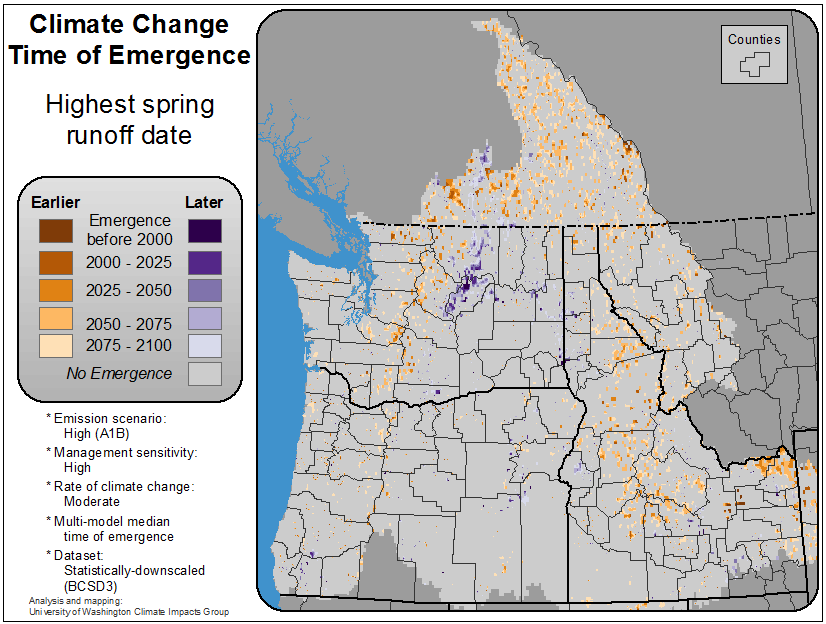 Climate Change
Time of Emergence
Highest spring
runoff date
Earlier
Later
Emergence
before 2000
2000 - 2025
2025 - 2050
2050 - 2075
2075 - 2100
No Emergence
* Emission scenario:
High (A1B)
* Management sensitivity:
High
* Rate of climate change:
Moderate
* Multi-model median
time of emergence
* Dataset:
Statistically-downscaled
(BCSD3)
Analysis and mapping:
University of Washington Climate Impacts Group
Counties